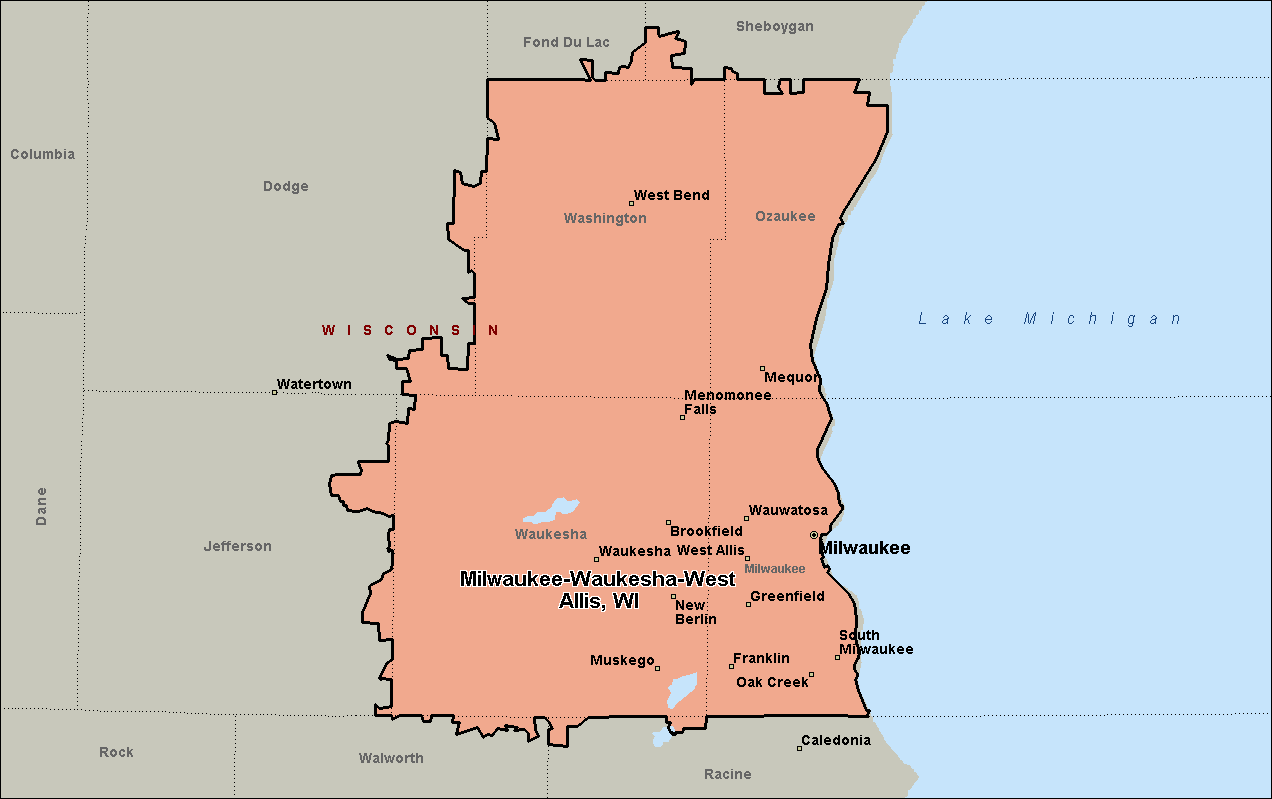 Sheboygan
Fond Du Lac
Columbia
Dodge
West Bend
Washington
Ozaukee
Lake Michigan
WISCONSIN
Mequon
Watertown
Menomonee
Falls
Dane
Wauwatosa
Brookfield
Waukesha
Jefferson
Waukesha
West Allis
Milwaukee
Milwaukee
Milwaukee-Waukesha-West
Allis, WI
Greenfield
New
Berlin
South
Milwaukee
Muskego
Franklin
Oak Creek
Caledonia
Rock
Walworth
Racine